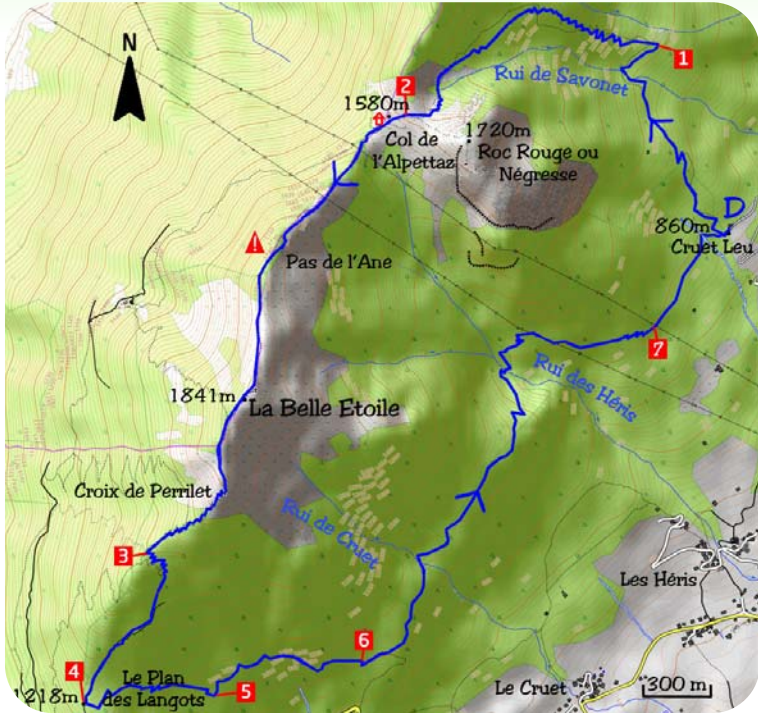 N
1
Rui de Savonet
2
1580m
Col de
l'Alpettaz
1720m
Roc Rouge ou
Négresse
D
860m
Cruet Leu
!
Pas de l'Ane
7
Rui des Héris
1841m
La Belle Etoile
Croix de Perrilet
Rui de Cruet
3
Les Héris
6
4
1218m
Le Plan
des Langots
5
Le Cruet
300 m